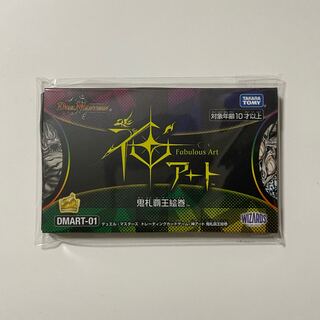 DUEL MASTERS
TAKARA TOMY
対象年齢10才以上
神アート
Fabulous Art
鬼札覇王絵巻
DMART-01
デュエル・マスターズ トレーディングカードゲーム 神アート 鬼札覇王絵巻
WIZARDS